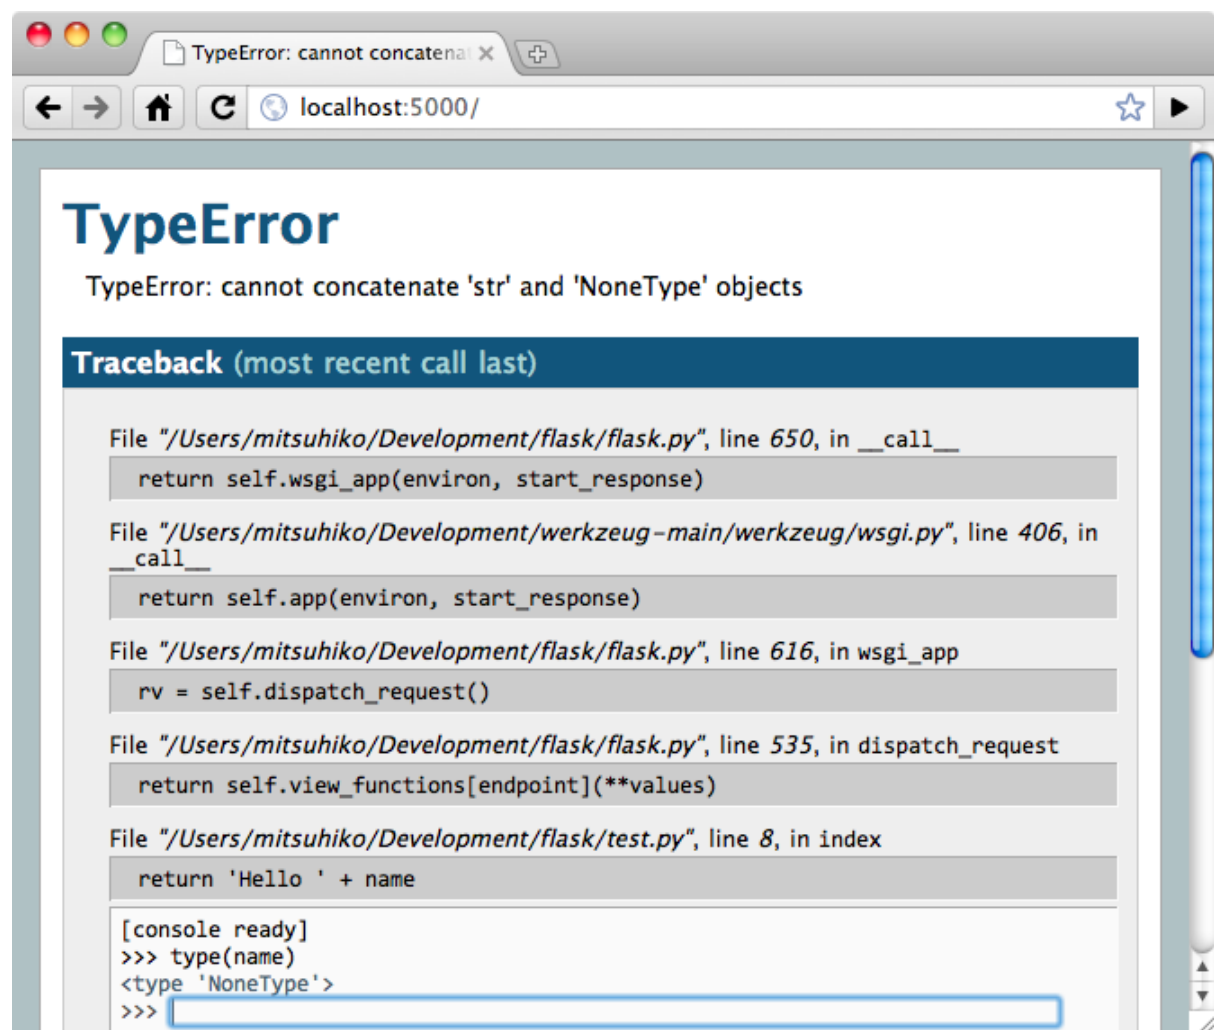 TypeError: cannot concatena
localhost:5000/
TypeError
TypeError: cannot concatenate 'str' and 'NoneType' objects
Traceback (most recent call last)
File "/Users/mitsuhiko/Development/flask/flask.py", line 650, in __call__
return self.wsgi_app(environ, start_response)
File "/Users/mitsuhiko/Development/werkzeug-main/werkzeug/wsgi.py", line 406, in
__call__
return self.app(environ, start_response)
File "/Users/mitsuhiko/Development/flask/flask.py", line 616, in wsgi_app
rv = self.dispatch_request()
File "/Users/mitsuhiko/Development/flask/flask.py", line 535, in dispatch_request
return self.view_functions[endpoint](**values)
File "/Users/mitsuhiko/Development/flask/test.py", line 8, in index
return 'Hello ' + name
[console ready]
>>> type(name)
<type 'NoneType'>
>>>